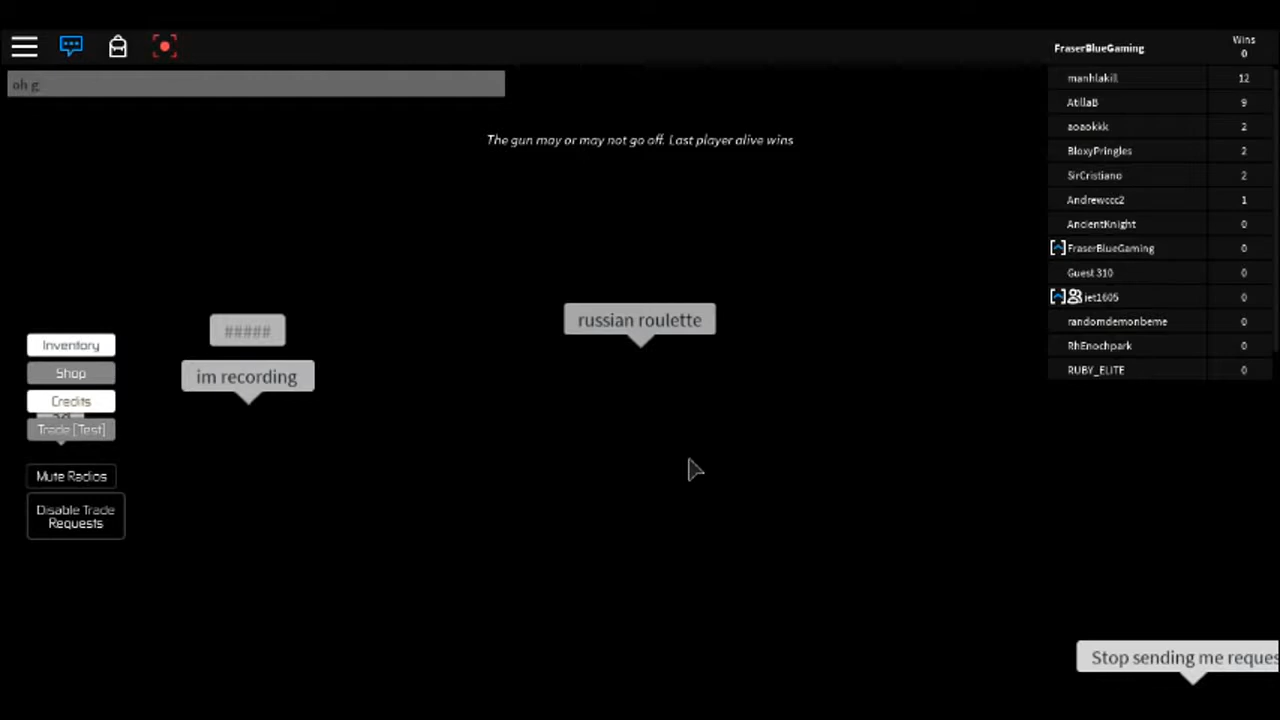 FraserBlueGaming
Wins
0
oh g
manhlakill 12
AtillaB 9
aoaokkk 2
BloxyPringles 2
SirCristiano 2
Andrewccc2 1
AncientKnight 0
FraserBlueGaming 0
Guest 310 0
iet1605 0
randomdemonbeme 0
RhEnochpark 0
RUBY_ELITE 0
The gun may or may not go off. Last player alive wins
#####
im recording
russian roulette
Inventory
Shop
Credits
Trade [Test]
Mute Radios
Disable Trade
Requests
Stop sending me reques